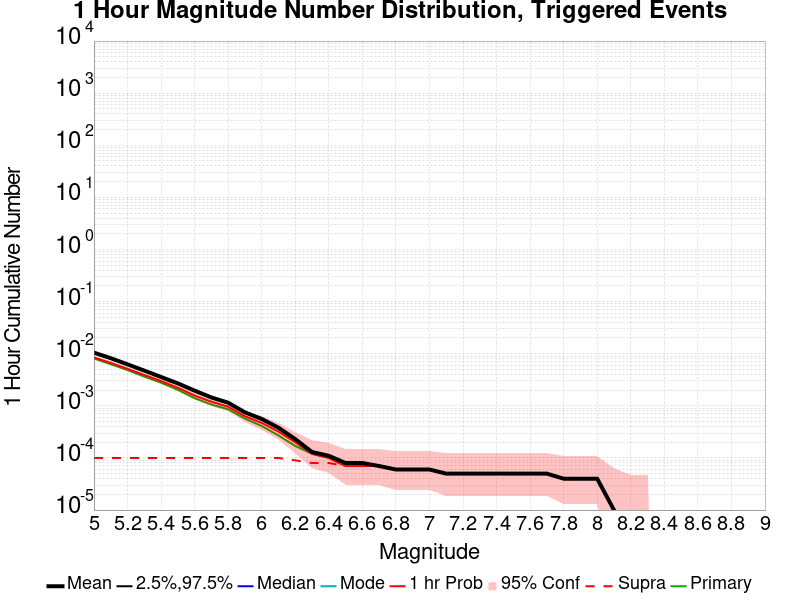 1 Hour Magnitude Number Distribution, Triggered Events
1 Hour Cumulative Number
10^4
10^3
10^2
10^1
10^0
10^-1
10^-2
10^-3
10^-4
10^-5
5 5.2 5.4 5.6 5.8 6 6.2 6.4 6.6 6.8 7 7.2 7.4 7.6 7.8 8 8.2 8.4 8.6 8.8 9
Magnitude
Mean 2.5%,97.5% Median Mode 1 hr Prob 95% Conf Supra Primary